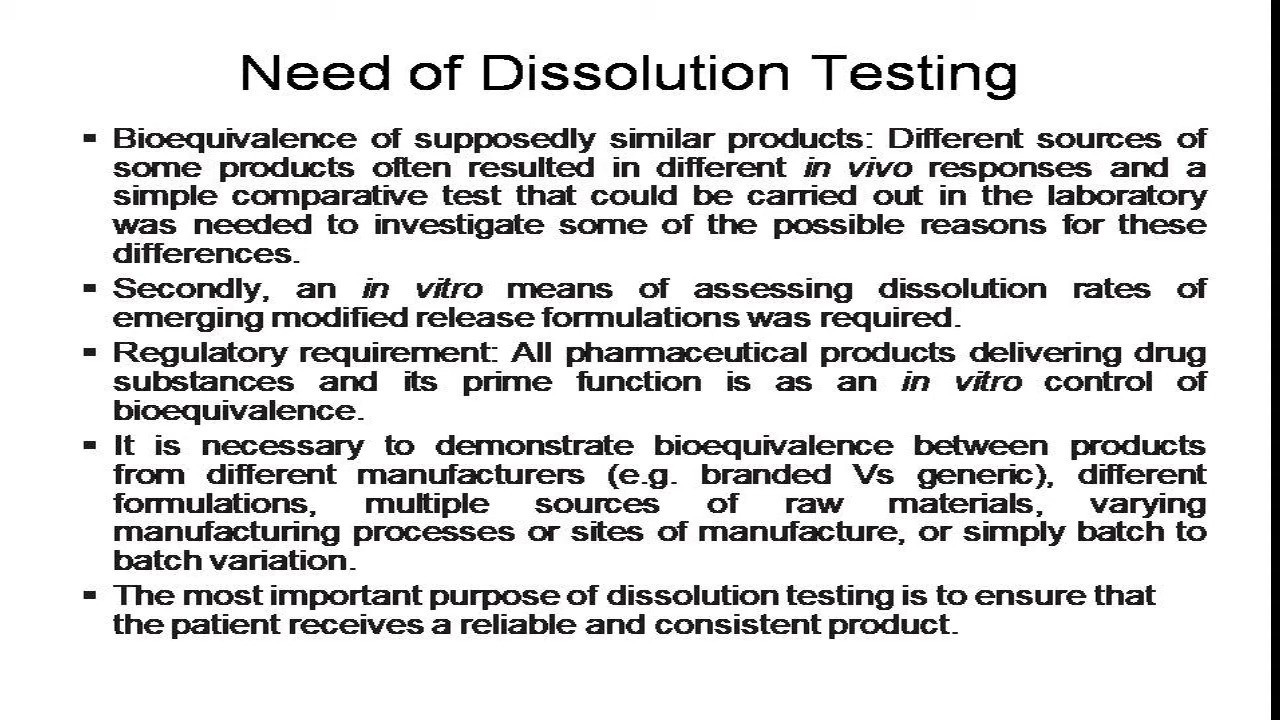 Need of Dissolution Testing
▪ Bioequivalence of supposedly similar products: Different sources of
some products often resulted in different in vivo responses and a
simple comparative test that could be carried out in the laboratory
was needed to investigate some of the possible reasons for these
differences.
▪ Secondly, an in vitro means of assessing dissolution rates of
emerging modified release formulations was required.
▪ Regulatory requirement: All pharmaceutical products delivering drug
substances and its prime function is as an in vitro control of
bioequivalence.
▪ It is necessary to demonstrate bioequivalence between products
from different manufacturers (e.g. branded Vs generic), different
formulations, multiple sources of raw materials, varying
manufacturing processes or sites of manufacture, or simply batch to
batch variation.
▪ The most important purpose of dissolution testing is to ensure that
the patient receives a reliable and consistent product.